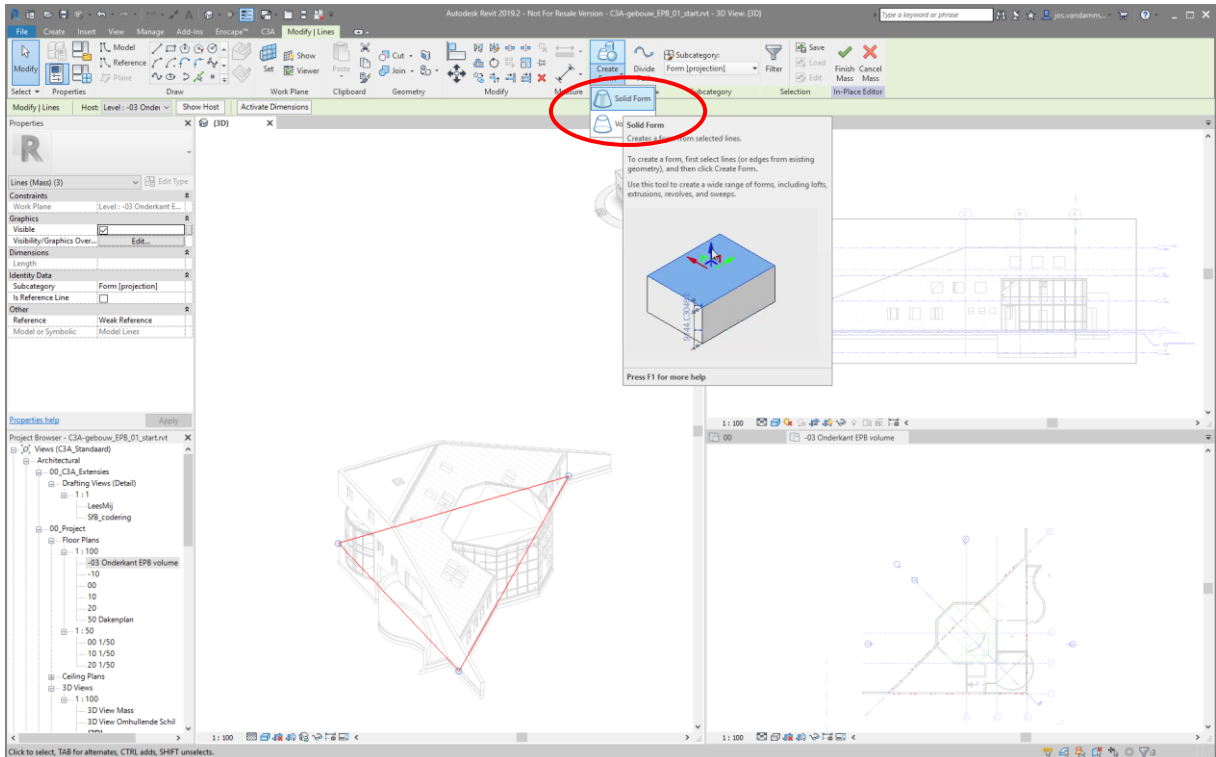 Autodesk Revit 2019.2 - Not For Resale Version - C3A-gebouw_EPB_01_start.rvt - 3D View: {3D}
Type a keyword or phrase
jos.vandamm...
File Create Insert View Manage Add-Ins Enscape™ C3A Modify | Lines
Modify
Model
Reference
Plane
Set
Show
Viewer
Paste
Cut
Join
Create Form
Divide
Subcategory:
Form [projection]
Filter
Save
Load
Edit
Finish Mass
Cancel Mass
Select Properties Draw Work Plane Clipboard Geometry Modify Measure Selection In-Place Editor
Modify | Lines Host: Level : -03 Onder Show Host Activate Dimensions
Solid Form
Properties
{3D}
Solid Form
Creates a form from selected lines.
To create a form, first select lines (or edges from existing
geometry), and then click Create Form.
Use this tool to create a wide range of forms, including lofts,
extrusions, revolves, and sweeps.
Press F1 for more help
R
Lines (Mass) (3) Edit Type
Constraints
Work Plane Level : -03 Onderkant E...
Graphics
Visible
Visibility/Graphics Over... Edit...
Dimensions
Length
Identity Data
Subcategory Form [projection]
Is Reference Line
Other
Reference Weak Reference
Model or Symbolic Model Lines
Properties help Apply
1 : 100
00 -03 Onderkant EPB volume
Project Browser - C3A-gebouw_EPB_01_start.rvt
Views (C3A_Standaard)
Architectural
00_C3A_Extensies
Drafting Views (Detail)
1 : 1
LeesMij
SfB_codering
00_Project
Floor Plans
1 : 100
-03 Onderkant EPB volume
-10
00
10
20
50 Dakenplan
1 : 50
00 1/50
10 1/50
20 1/50
Ceiling Plans
3D Views
1 : 100
3D View Mass
3D View Omhullende Schil
1 : 100
1 : 100
Click to select, TAB for alternates, CTRL adds, SHIFT unselects.